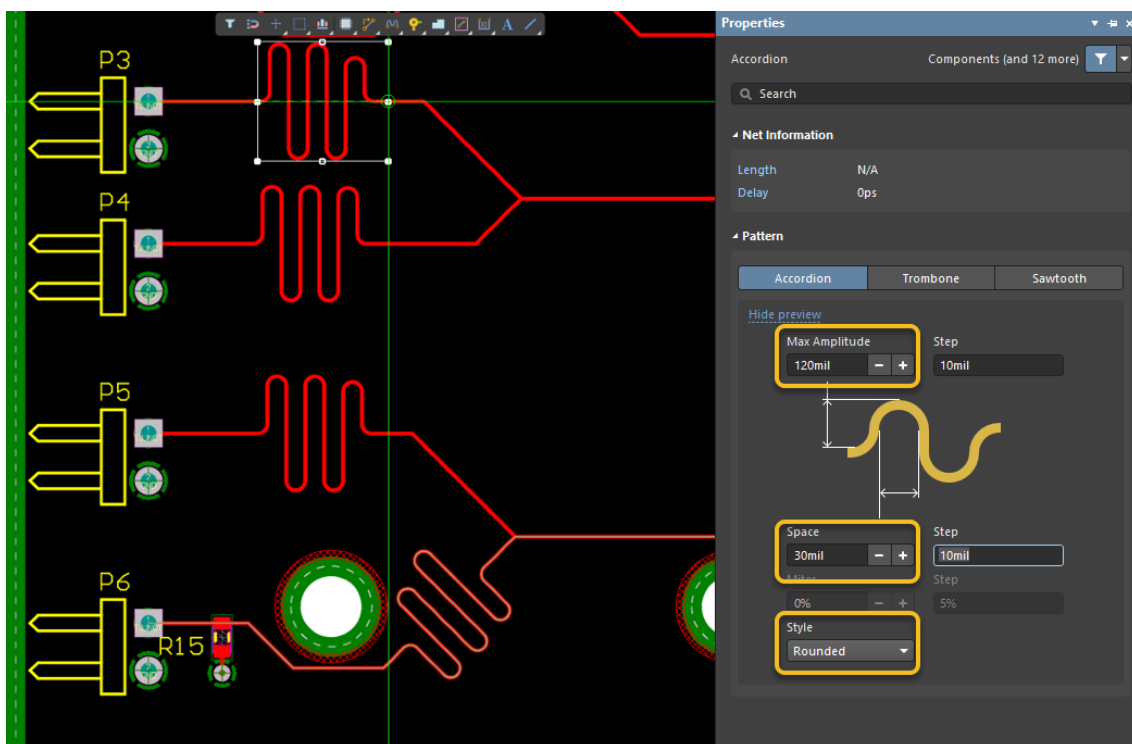 P3
P4
P5
P6
R15
A
Properties
Accordion Components (and 12 more)
Search
Net Information
Length N/A
Delay 0ps
Pattern
Accordion Trombone Sawtooth
Hide preview
Max Amplitude Step
120mil 10mil
Space Step
30mil 10mil
Miter Step
0% 5%
Style
Rounded